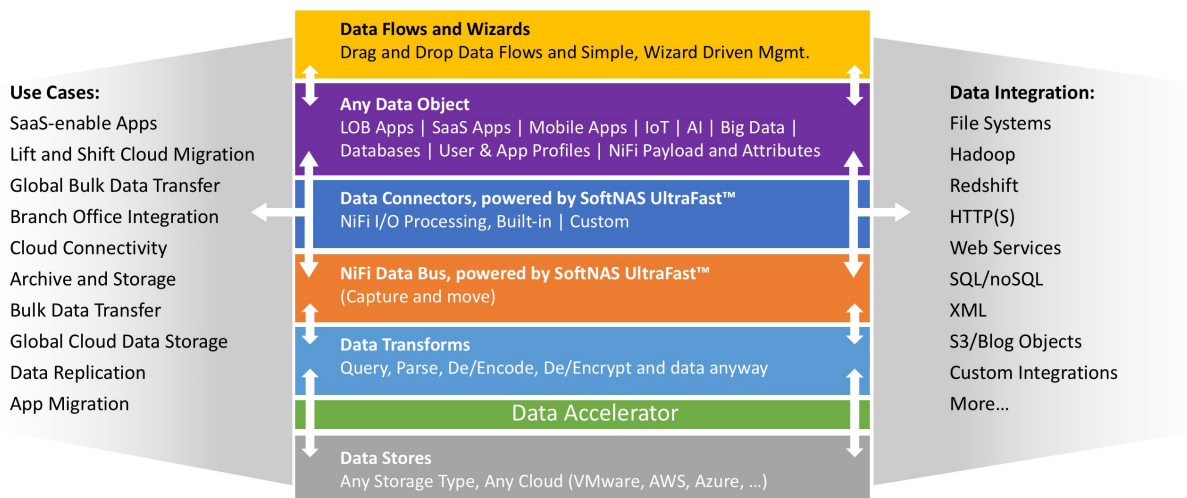 Data Flows and Wizards
Drag and Drop Data Flows and Simple, Wizard Driven Mgmt.
Use Cases:
SaaS-enable Apps
Lift and Shift Cloud Migration
Global Bulk Data Transfer
Branch Office Integration
Cloud Connectivity
Archive and Storage
Bulk Data Transfer
Global Cloud Data Storage
Data Replication
App Migration
Any Data Object
LOB Apps | SaaS Apps | Mobile Apps | IoT | AI | Big Data |
Databases | User & App Profiles | NiFi Payload and Attributes
Data Connectors, powered by SoftNAS UltraFast™
NiFi I/O Processing, Built-in | Custom
NiFi Data Bus, powered by SoftNAS UltraFast™
(Capture and move)
Data Transforms
Query, Parse, De/Encode, De/Encrypt and data anyway
Data Accelerator
Data Stores
Any Storage Type, Any Cloud (VMware, AWS, Azure, …)
Data Integration:
File Systems
Hadoop
Redshift
HTTP(S)
Web Services
SQL/noSQL
XML
S3/Blog Objects
Custom Integrations
More…